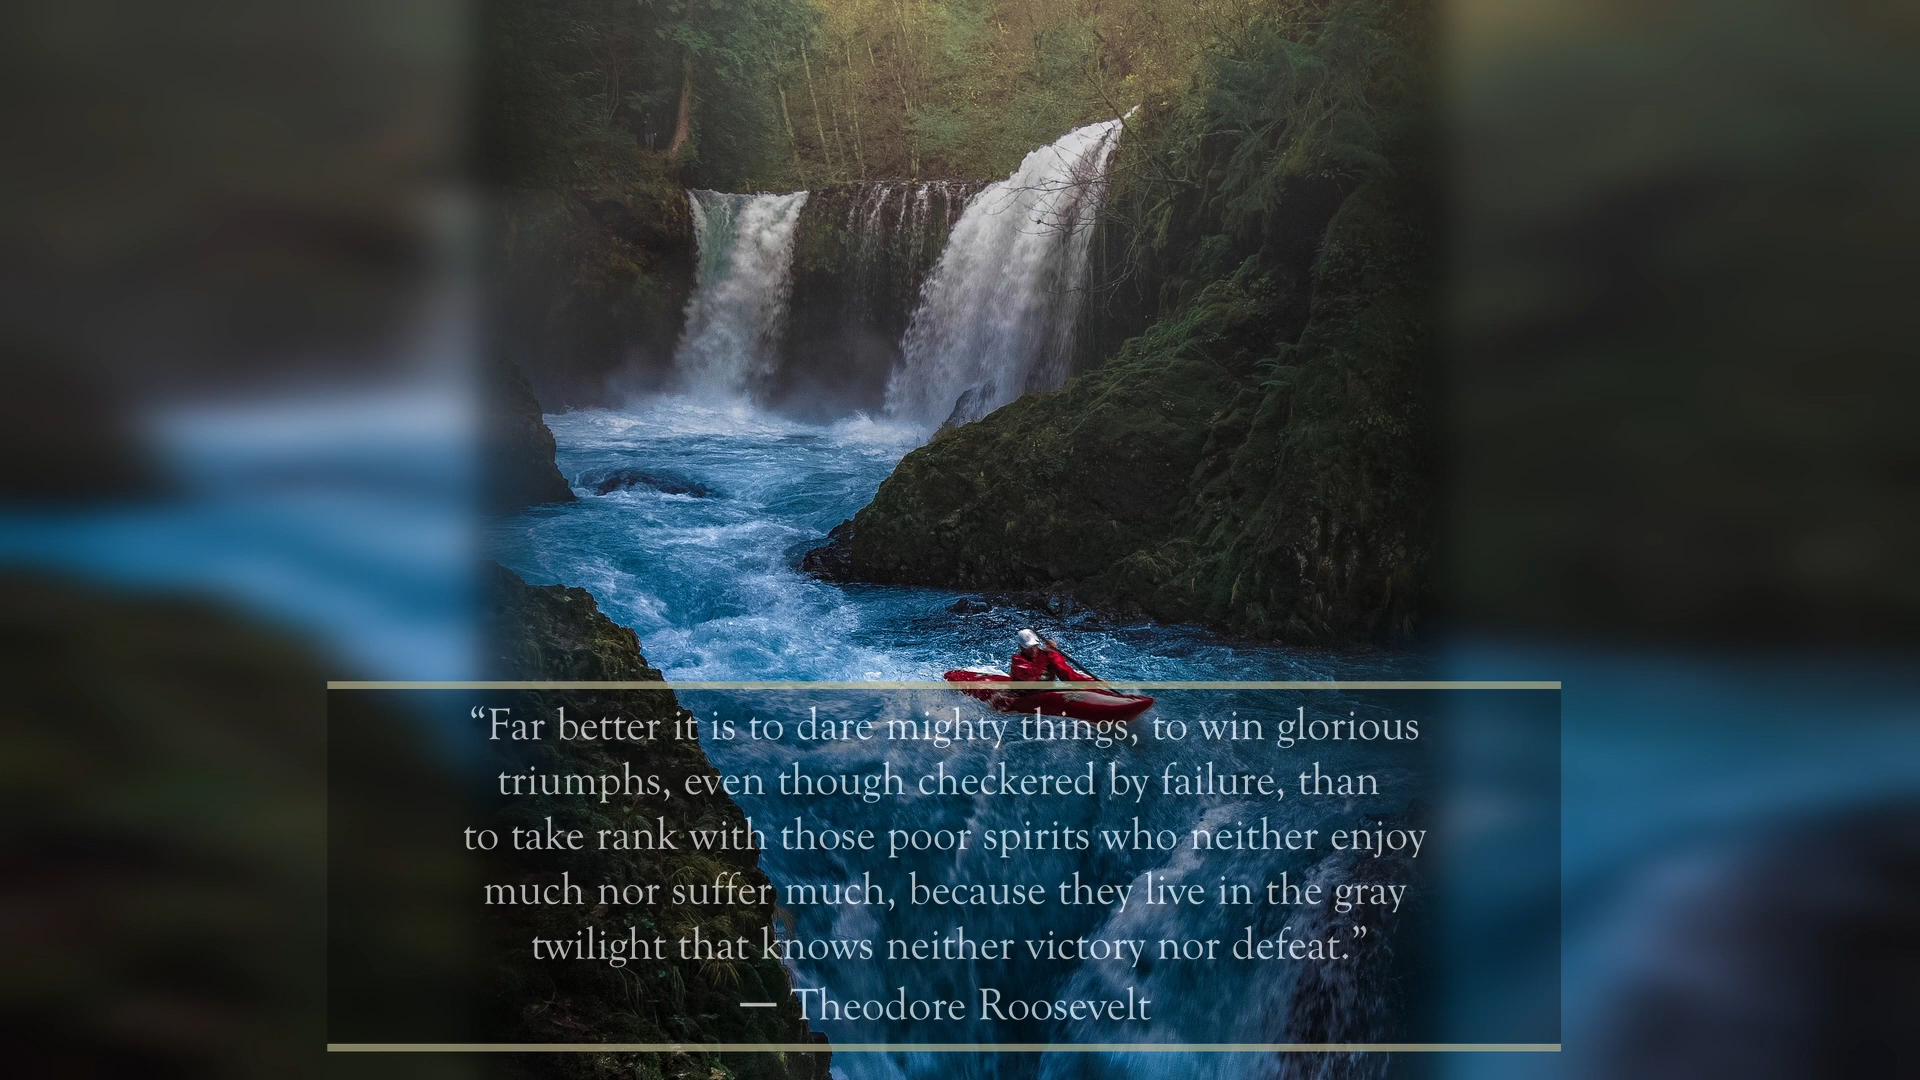 “Far better it is to dare mighty things, to win glorious
triumphs, even though checkered by failure, than
to take rank with those poor spirits who neither enjoy
much nor suffer much, because they live in the gray
twilight that knows neither victory nor defeat.”
— Theodore Roosevelt